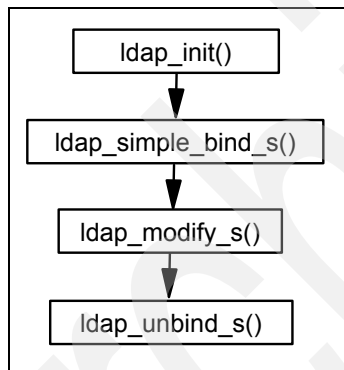 ldap_init()
ldap_simple_bind_s()
ldap_modify_s()
ldap_unbind_s()